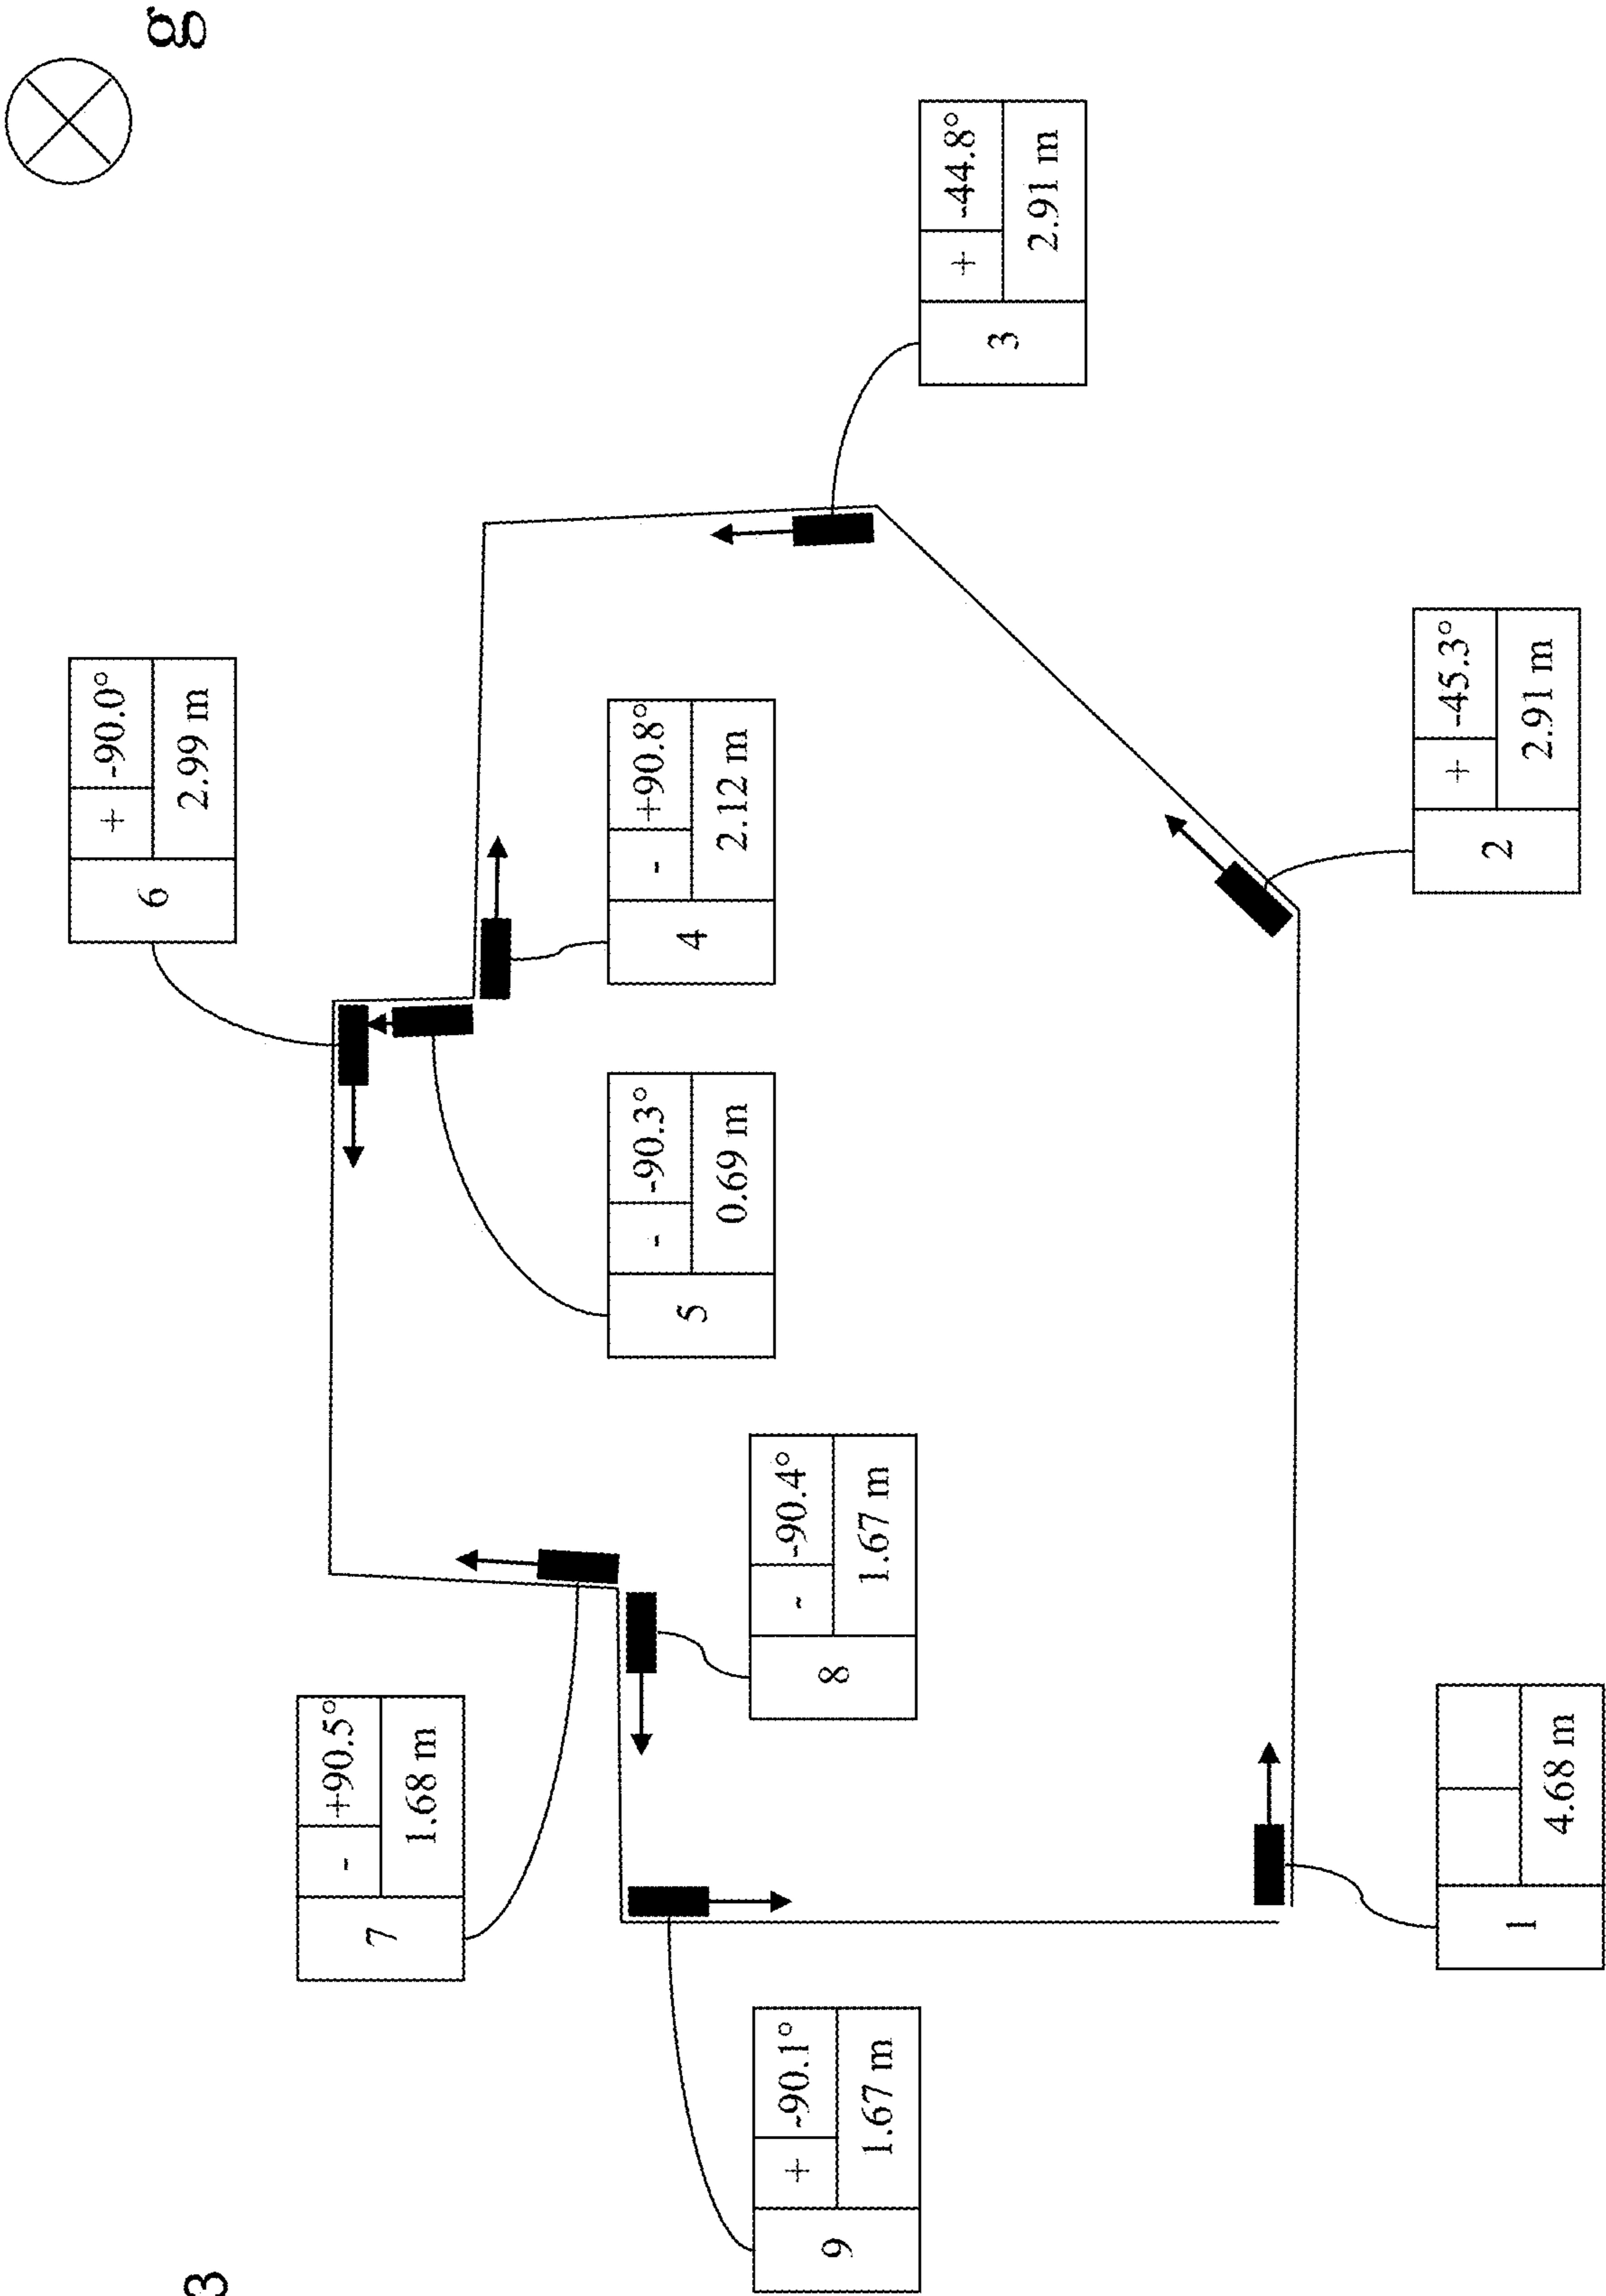 3
g
+ -90.0°
6
2.99 m
- +90.5°
7
1.68 m
- -90.3°
5
0.69 m
- +90.8°
4
2.12 m
- -90.4°
8
1.67 m
+ -90.1°
9
1.67 m
+ -44.8°
3
2.91 m
+ -45.3°
2
2.91 m
1
4.68 m